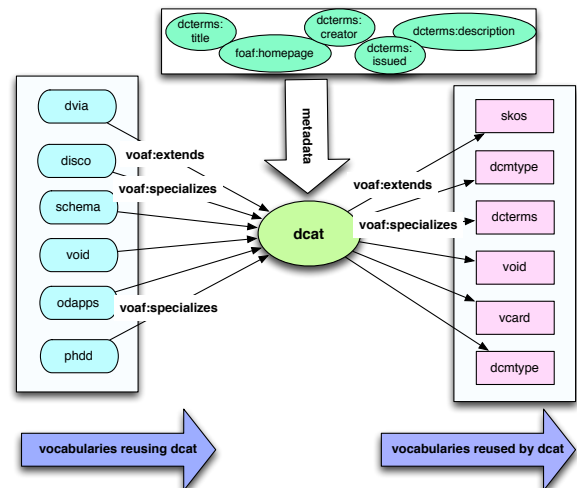 dcterms:
title
foaf:homepage
dcterms:
creator
dcterms:
issued
dcterms:description
metadata
dvia
disco
schema
void
odapps
phdd
voaf:extends
voaf:specializes
voaf:specializes
dcat
voaf:extends
voaf:specializes
skos
dcmtype
dcterms
void
vcard
dcmtype
vocabularies reusing dcat
vocabularies reused by dcat